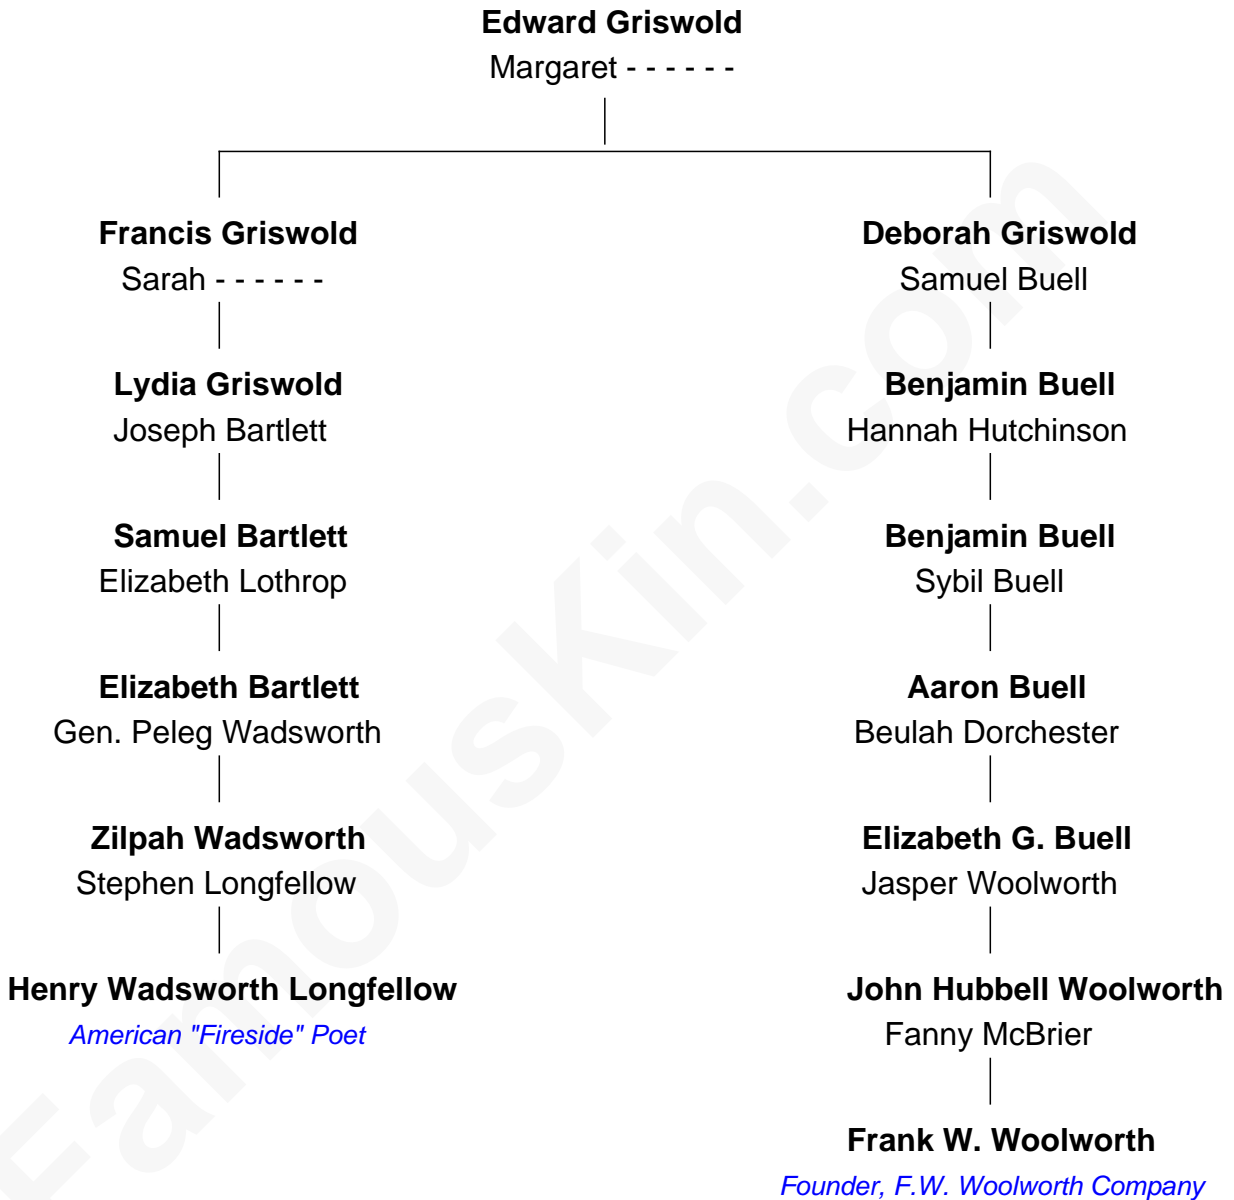 Edward Griswold
Margaret - - - - - -
Francis Griswold
Sarah - - - - - -
Lydia Griswold
Joseph Bartlett
Samuel Bartlett
Elizabeth Lothrop
Elizabeth Bartlett
Gen. Peleg Wadsworth
Zilpah Wadsworth
Stephen Longfellow
Henry Wadsworth Longfellow
American "Fireside" Poet
Deborah Griswold
Samuel Buell
Benjamin Buell
Hannah Hutchinson
Benjamin Buell
Sybil Buell
Aaron Buell
Beulah Dorchester
Elizabeth G. Buell
Jasper Woolworth
John Hubbell Woolworth
Fanny McBrier
Frank W. Woolworth
Founder, F.W. Woolworth Company
FamousKin.com